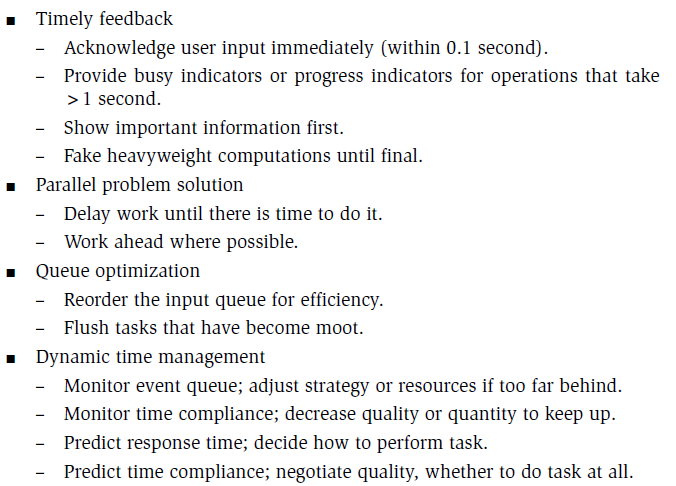 ■ Timely feedback
– Acknowledge user input immediately (within 0.1 second).
– Provide busy indicators or progress indicators for operations that take
> 1 second.
– Show important information first.
– Fake heavyweight computations until final.
■ Parallel problem solution
– Delay work until there is time to do it.
– Work ahead where possible.
■ Queue optimization
– Reorder the input queue for efficiency.
– Flush tasks that have become moot.
■ Dynamic time management
– Monitor event queue; adjust strategy or resources if too far behind.
– Monitor time compliance; decrease quality or quantity to keep up.
– Predict response time; decide how to perform task.
– Predict time compliance; negotiate quality, whether to do task at all.